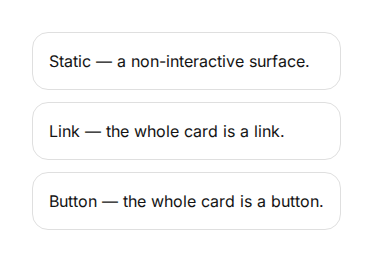 Static — a non-interactive surface.
Link — the whole card is a link.
Button — the whole card is a button.